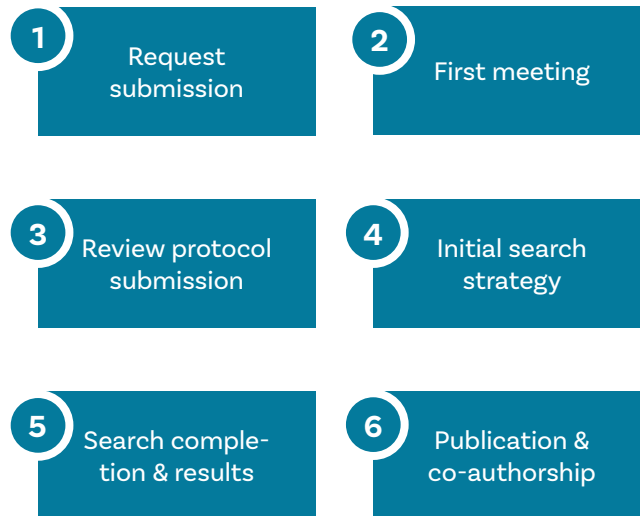 1
Request
submission
2
First meeting
3
Review protocol
submission
4
Initial search
strategy
5
Search comple-
tion & results
6
Publication &
co-authorship